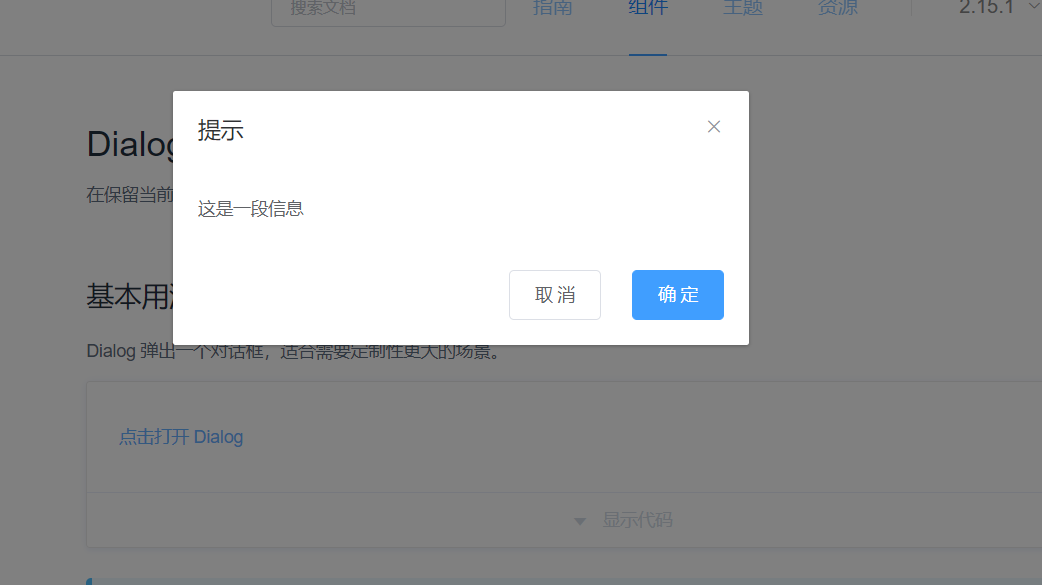 搜索文档
指南
组件
主题
资源
2.15.1
提示
Dialog
在保留当前
这是一段信息
取消
确定
基本用
Dialog 弹出一个对话框，适合需要定制性更大的场景。
点击打开 Dialog
显示代码